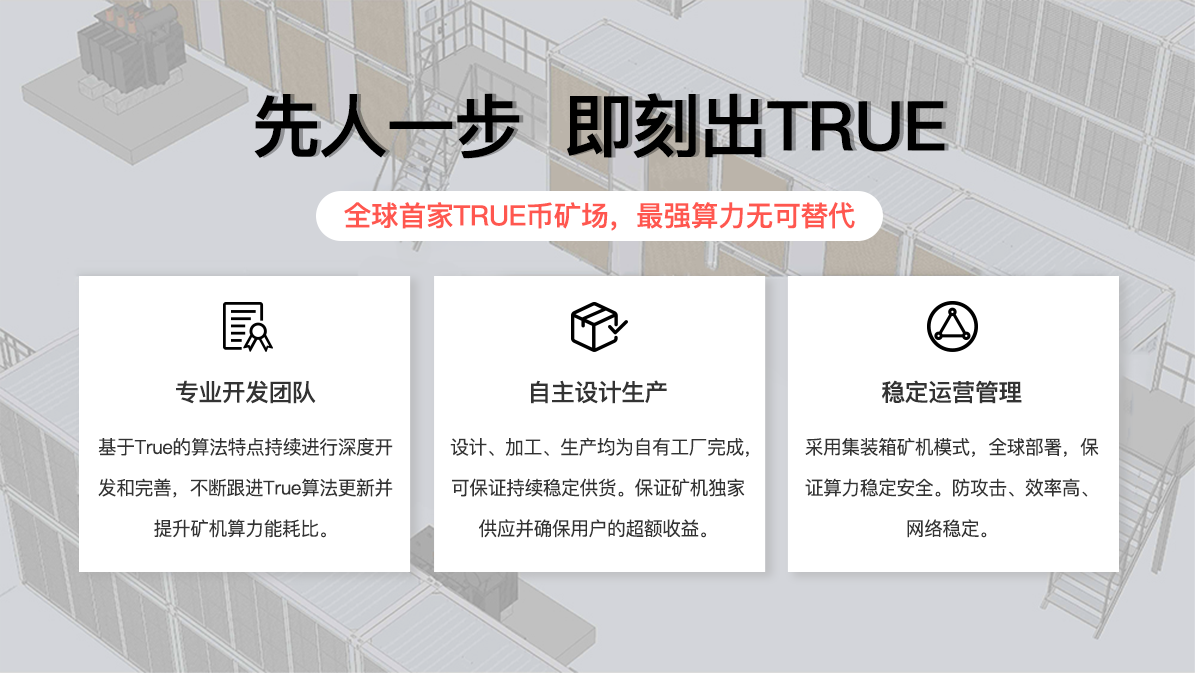 先人一步 即刻出TRUE
全球首家TRUE币矿场，最强算力无可替代
专业开发团队
基于True的算法特点持续进行深度开
发和完善，不断跟进True算法更新并
提升矿机算力能耗比。
自主设计生产
设计、加工、生产均为自有工厂完成，
可保证持续稳定供货。保证矿机独家
供应并确保用户的超额收益。
稳定运营管理
采用集装箱矿机模式，全球部署，保
证算力稳定安全。防攻击、效率高、
网络稳定。